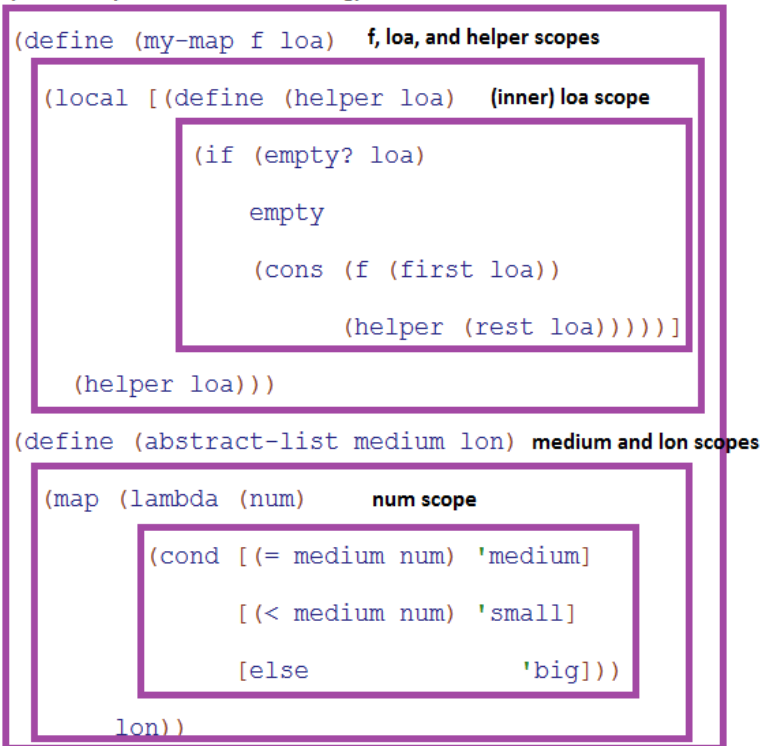 (define (my-map f loa) f, loa, and helper scopes
(local [(define (helper loa) (inner) loa scope
(if (empty? loa)
empty
(cons (f (first loa))
(helper (rest loa)))))]
(helper loa)))
(define (abstract-list medium lon) medium and lon scopes
(map (lambda (num) num scope
(cond [(= medium num) 'medium]
[(< medium num) 'small]
[else 'big]))
lon))